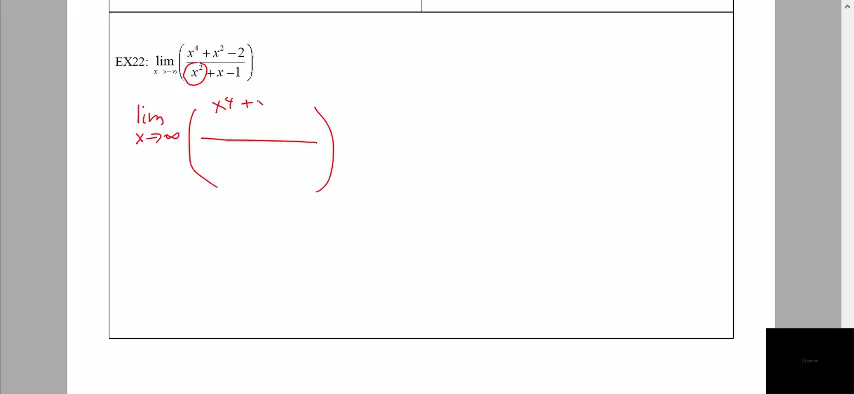 EX22: lim x→−∞ ( (x⁴ + x² − 2) / (x² + x − 1) )
lim x→∞ ( x⁴ +